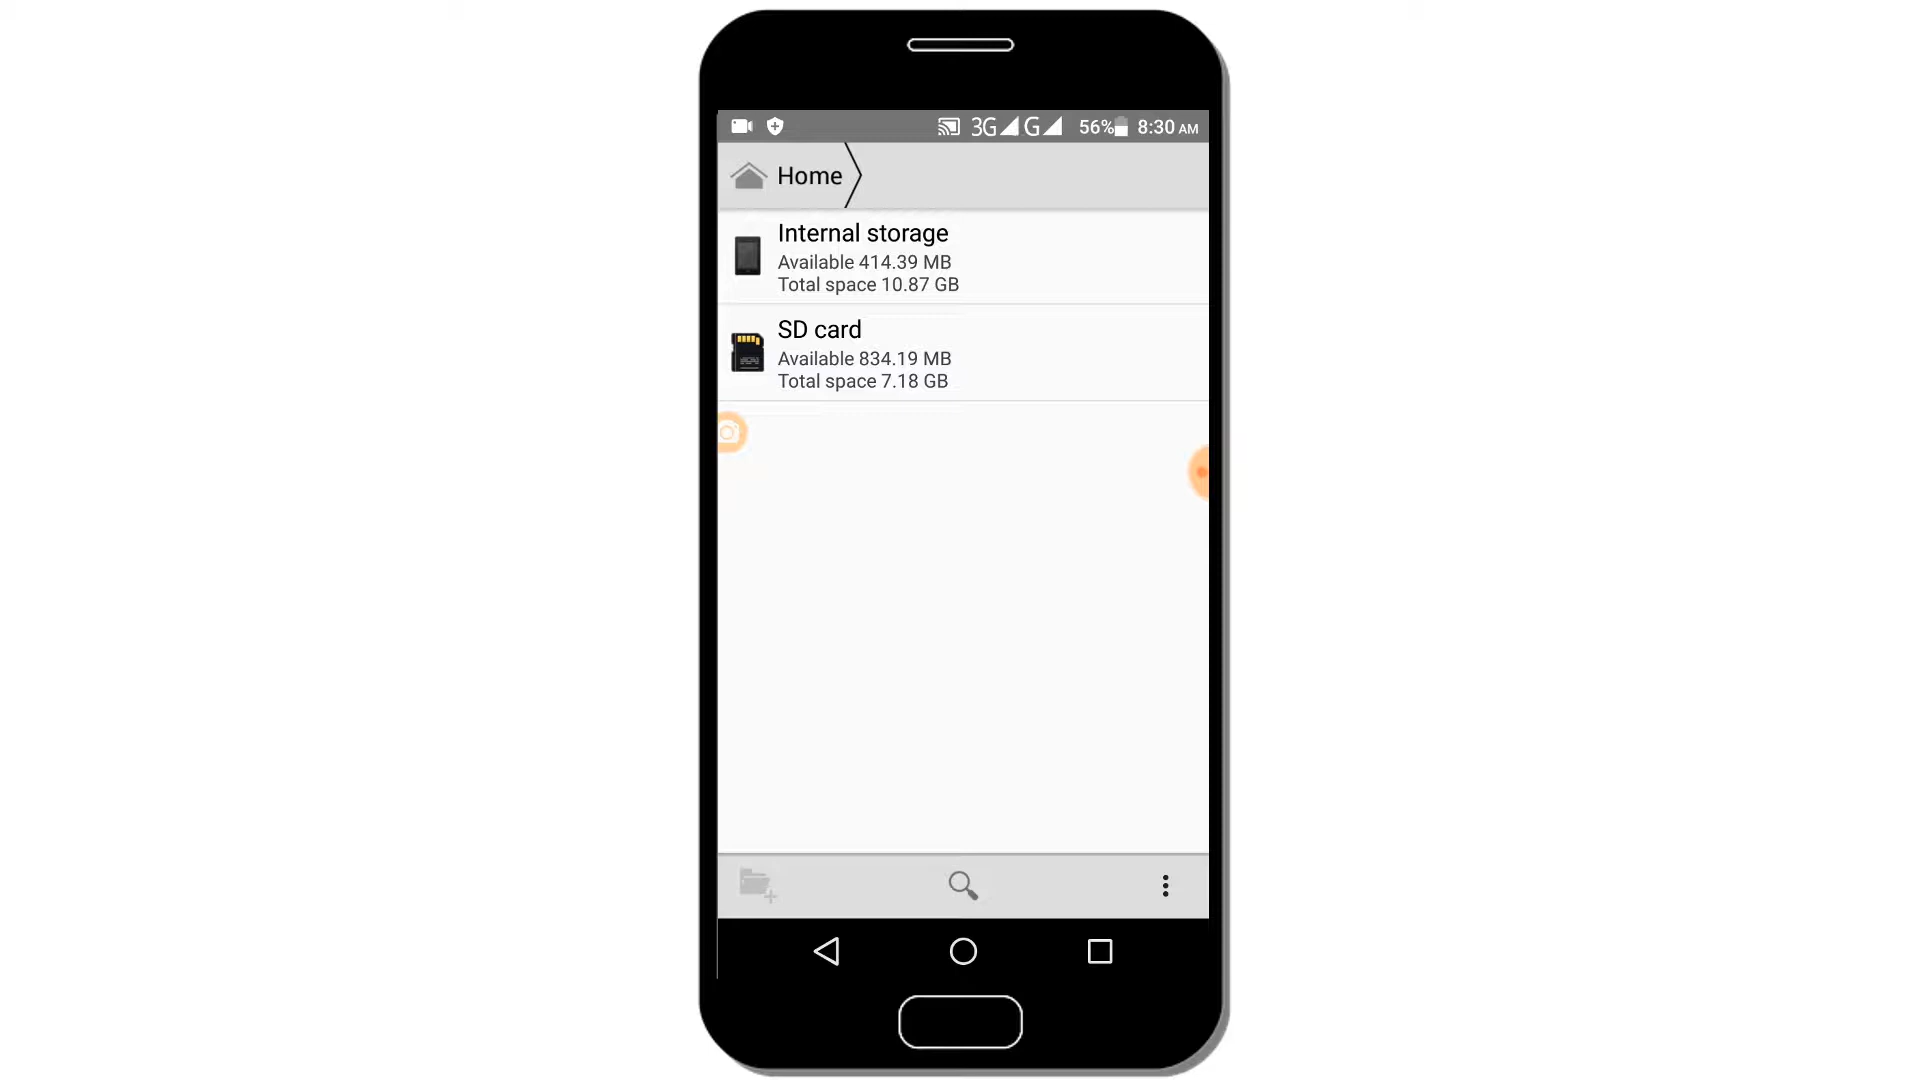 3G G 56% 8:30 AM
Home
Internal storage
Available 414.39 MB
Total space 10.87 GB
SD card
Available 834.19 MB
Total space 7.18 GB